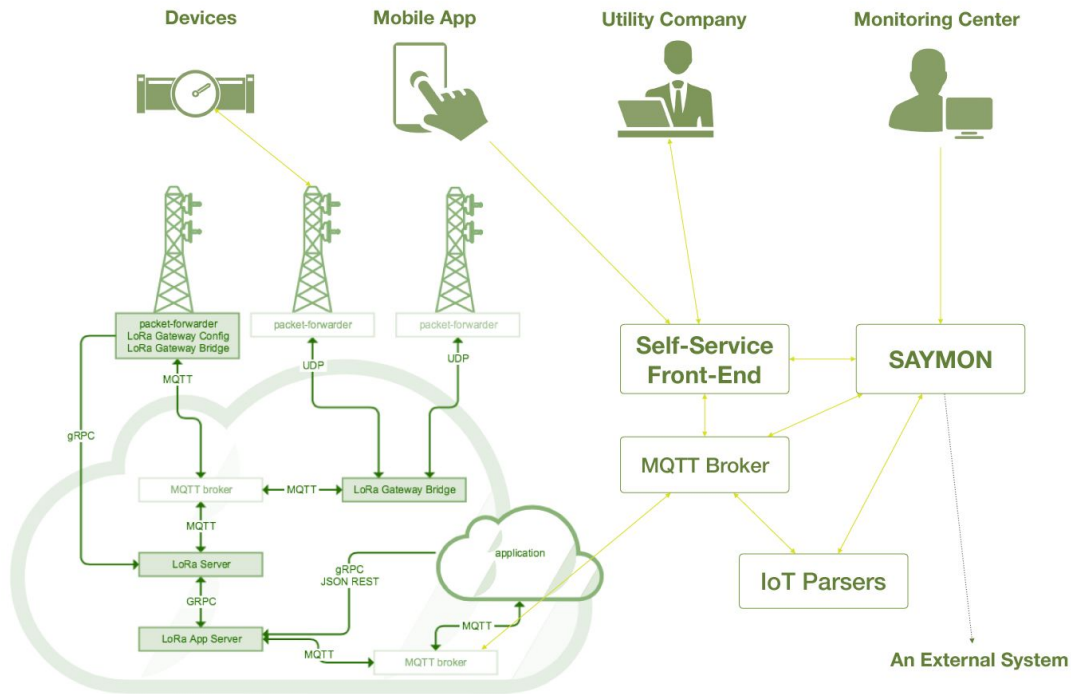 Devices
Mobile App
Utility Company
Monitoring Center
packet-forwarder
LoRa Gateway Config
LoRa Gateway Bridge
packet-forwarder
packet-forwarder
MQTT
UDP
UDP
gRPC
MQTT broker
MQTT
LoRa Gateway Bridge
MQTT
LoRa Server
GRPC
LoRa App Server
gRPC
JSON REST
application
MQTT
MQTT
MQTT broker
Self-Service
Front-End
SAYMON
MQTT Broker
IoT Parsers
An External System